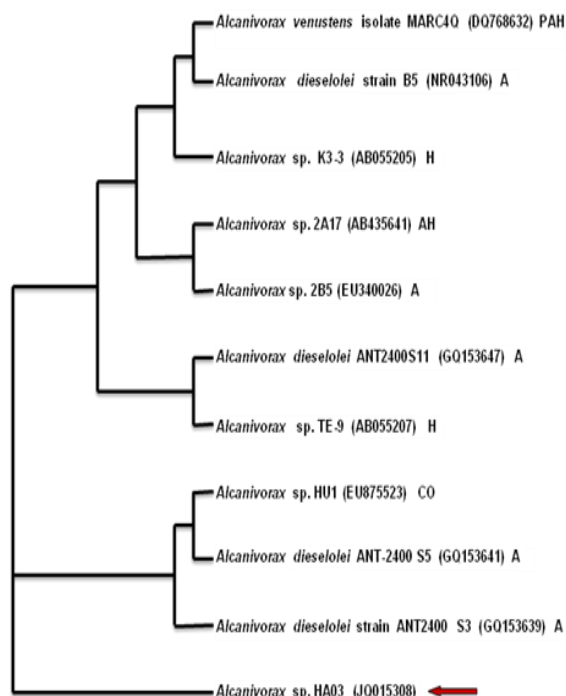 Alcanivorax venustens isolate MARC4Q (DQ768632) PAH
Alcanivorax dieselolei strain B5 (NR043106) A
Alcanivorax sp. K3-3 (AB055205) H
Alcanivorax sp. 2A17 (AB435641) AH
Alcanivorax sp. 2B5 (EU340026) A
Alcanivorax dieselolei ANT2400S11 (GQ153647) A
Alcanivorax sp. TE-9 (AB055207) H
Alcanivorax sp. HU1 (EU875523) CO
Alcanivorax dieselolei ANT-2400 S5 (GQ153641) A
Alcanivorax dieselolei strain ANT2400 S3 (GQ153639) A
Alcanivorax sp. HA03 (JQ015308)